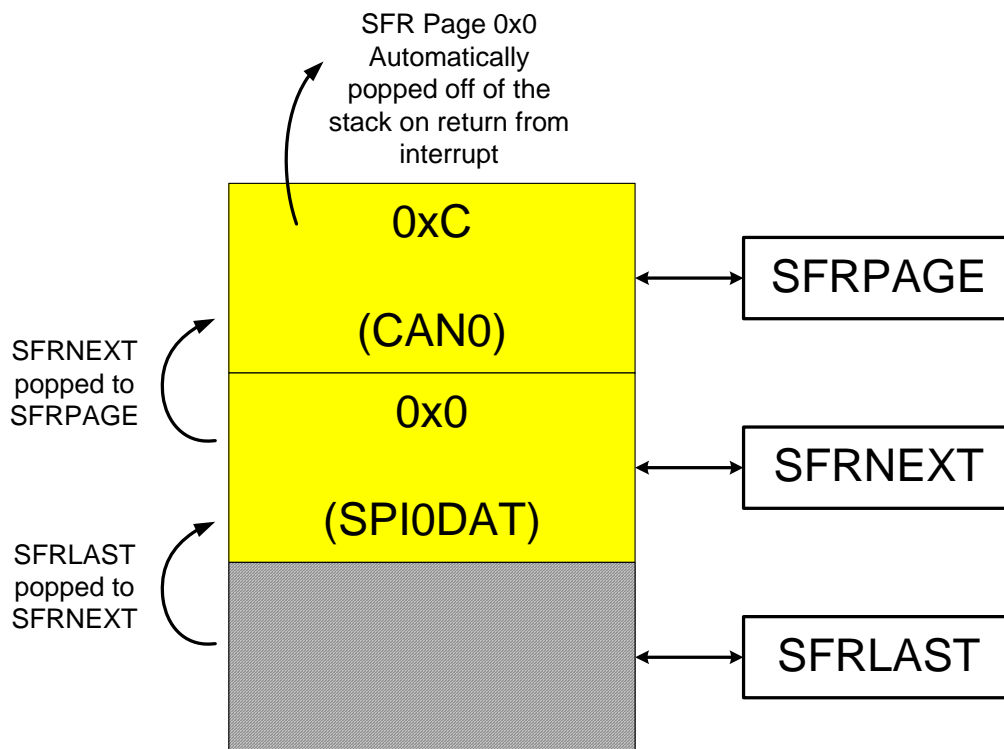 SFR Page 0x0
Automatically
popped off of the
stack on return from
interrupt
0xC
(CAN0)
SFRPAGE
SFRNEXT
popped to
SFRPAGE
0x0
(SPI0DAT)
SFRNEXT
SFRLAST
popped to
SFRNEXT
SFRLAST